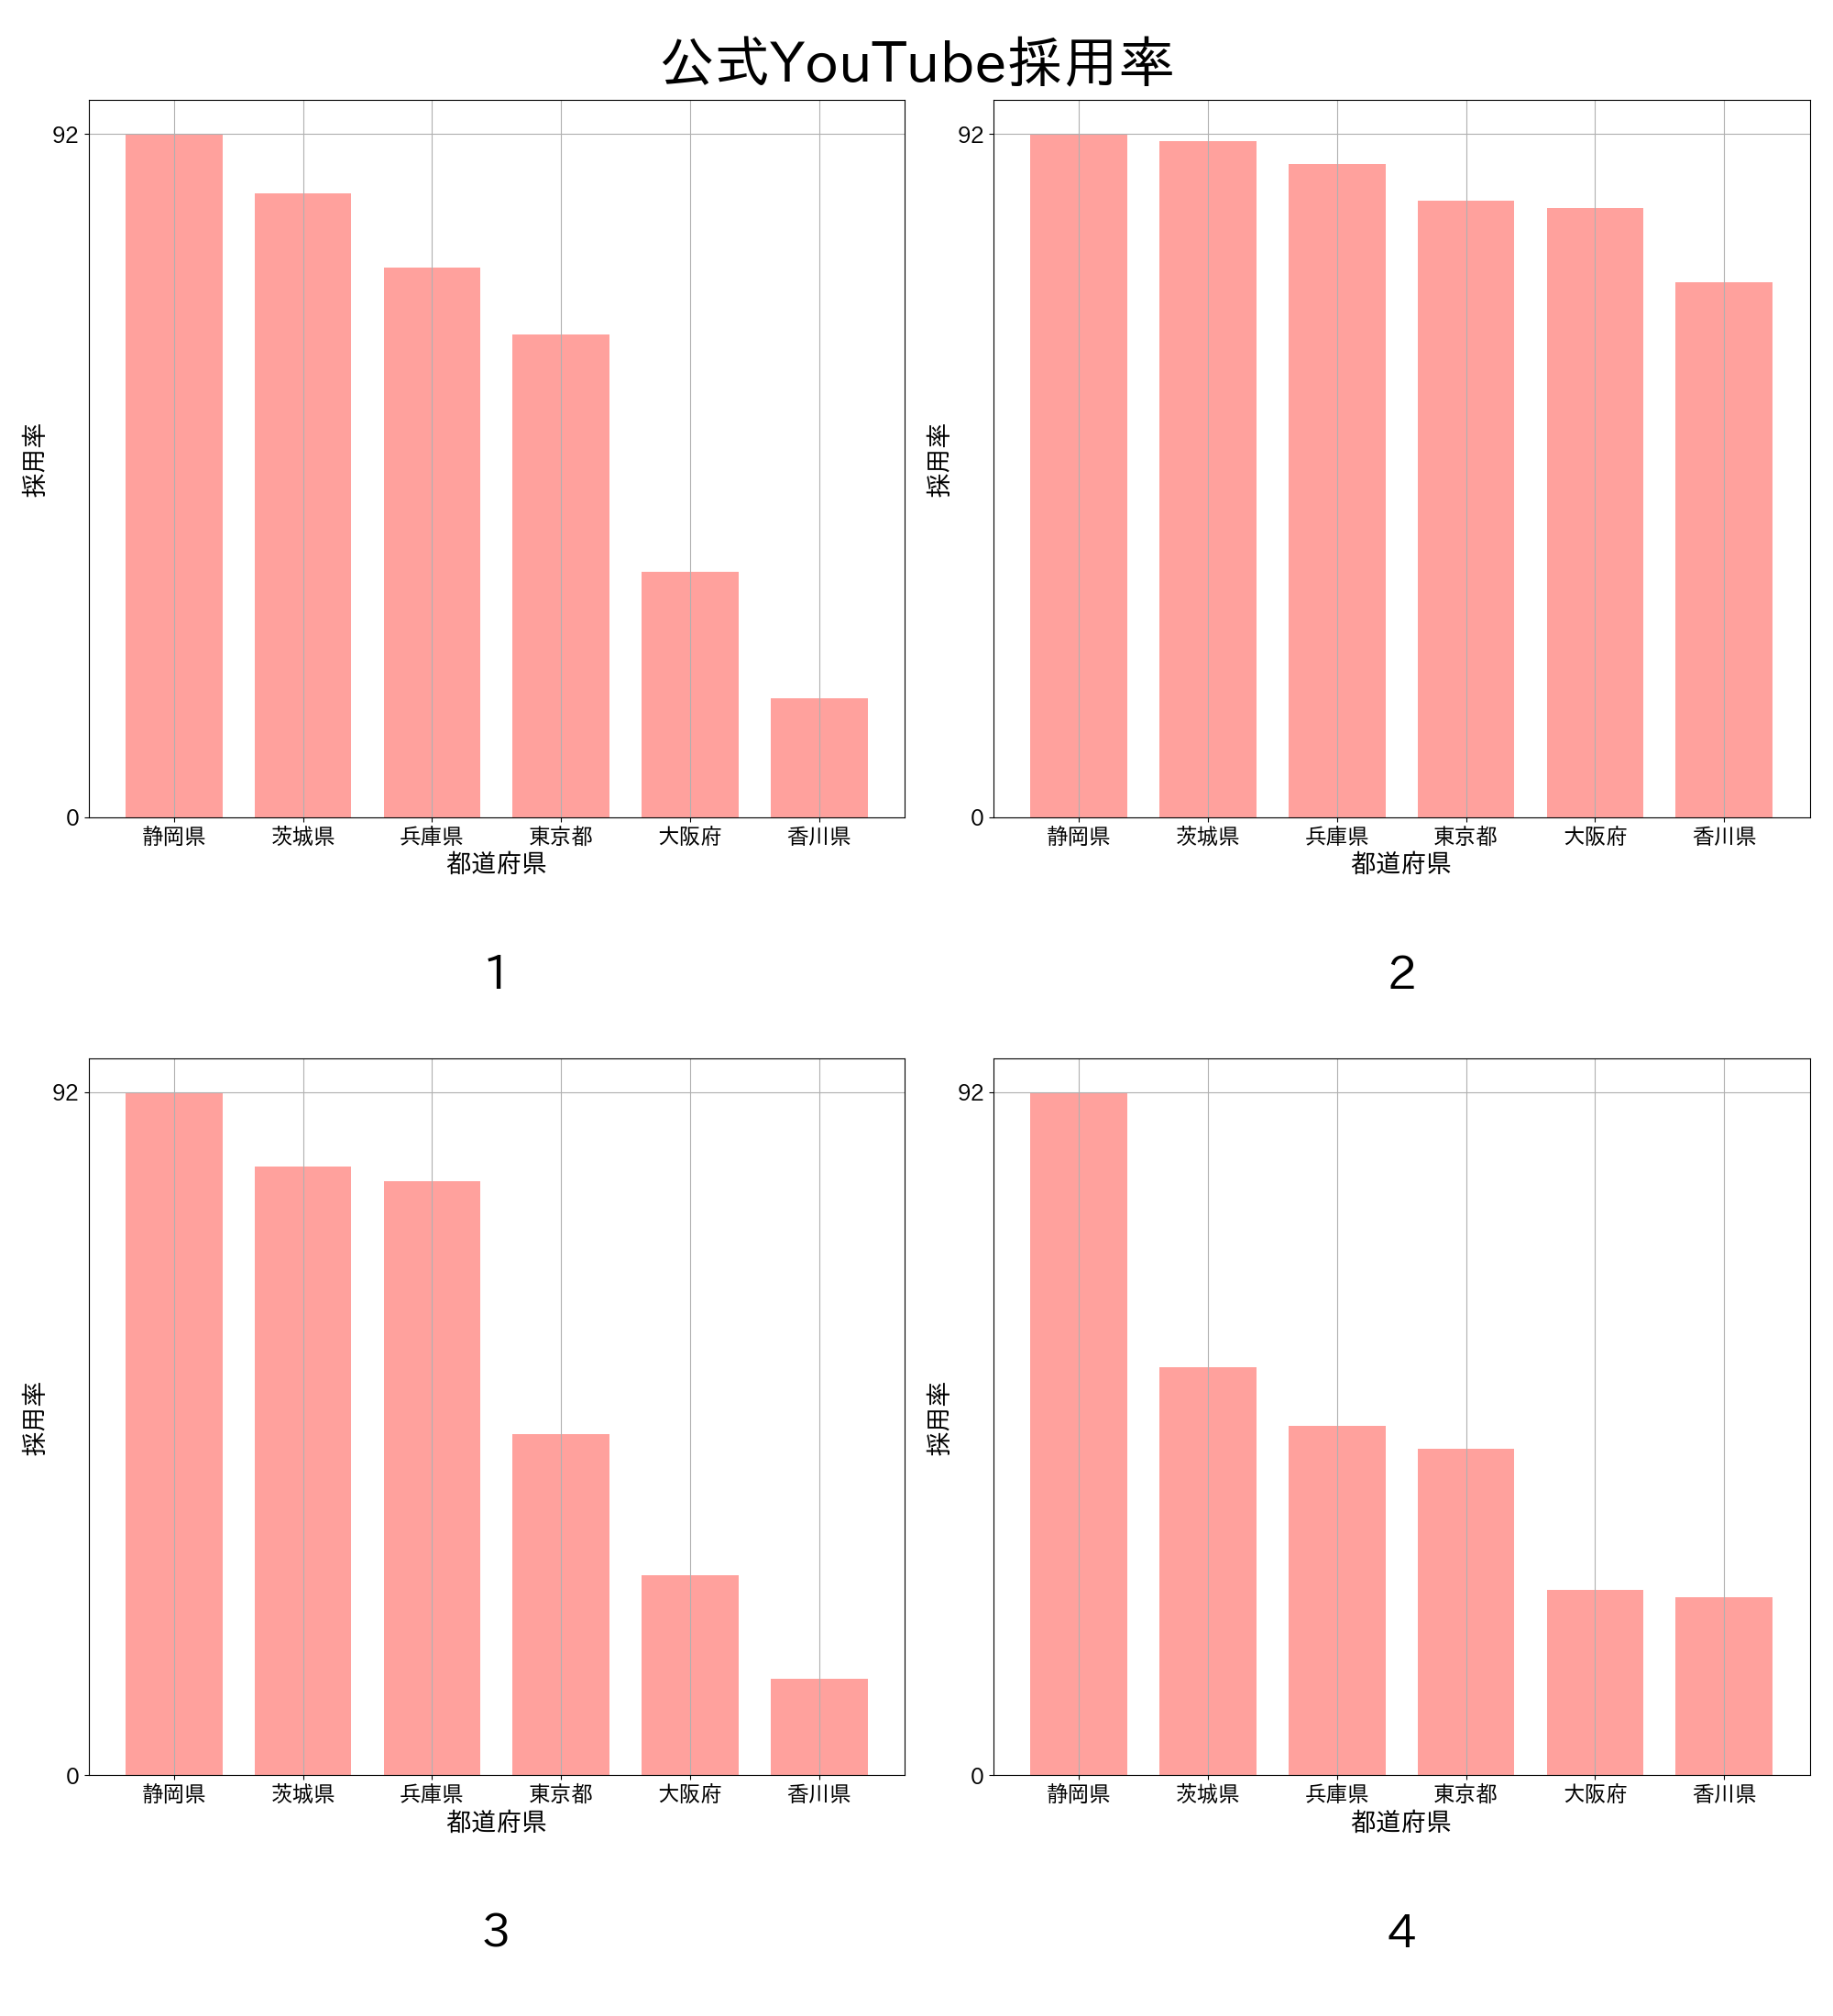 公式YouTube採用率
92
採用率
0
静岡県 茨城県 兵庫県 東京都 大阪府 香川県
都道府県
1
92
採用率
0
静岡県 茨城県 兵庫県 東京都 大阪府 香川県
都道府県
2
92
採用率
0
静岡県 茨城県 兵庫県 東京都 大阪府 香川県
都道府県
3
92
採用率
0
静岡県 茨城県 兵庫県 東京都 大阪府 香川県
都道府県
4